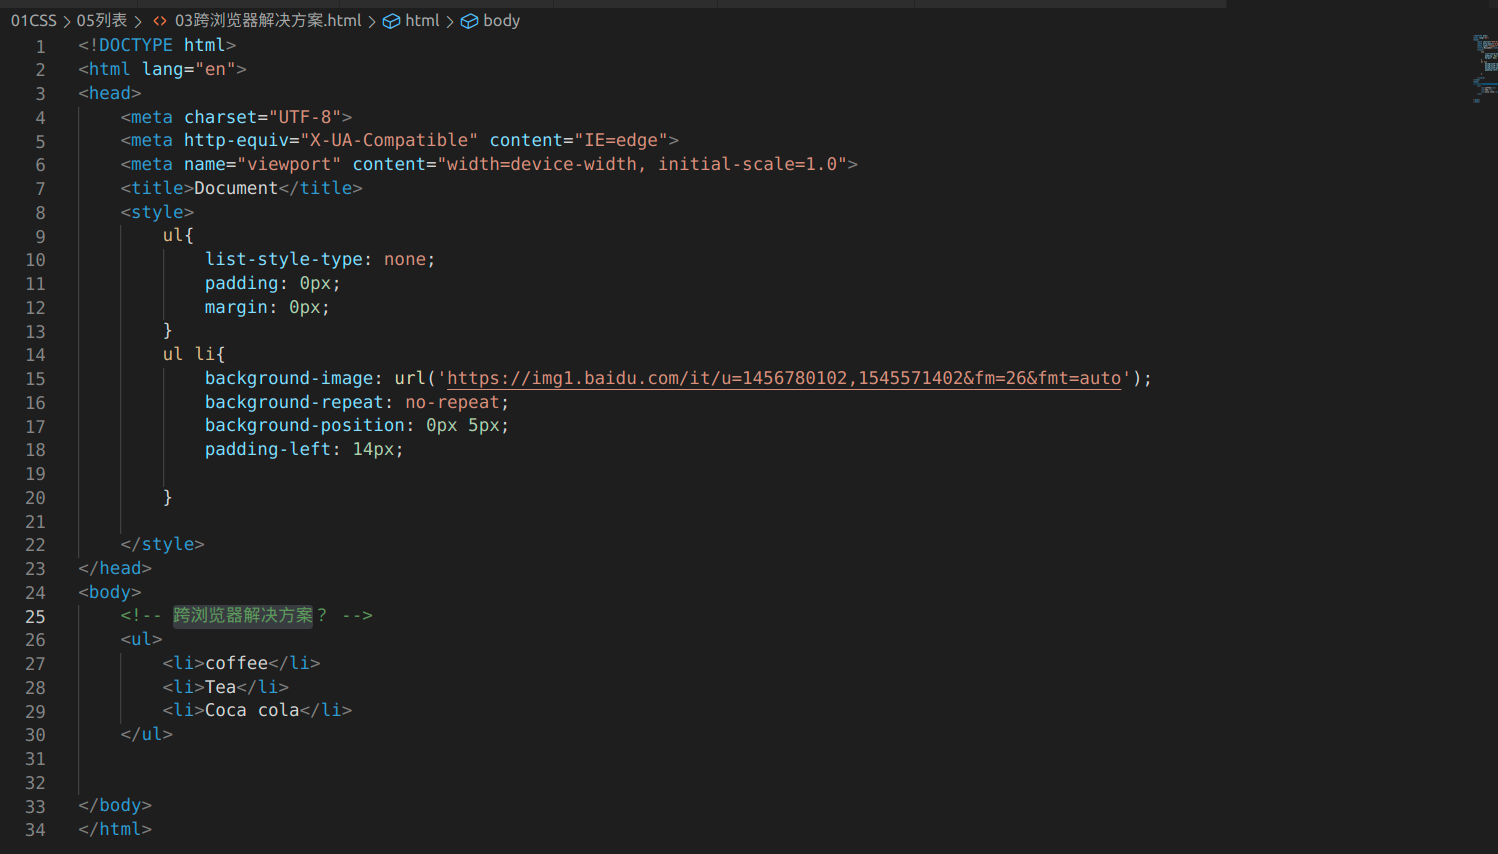 01CSS > 05列表 > <> 03跨浏览器解决方案.html > html > body
1 <!DOCTYPE html>
2 <html lang="en">
3 <head>
4     <meta charset="UTF-8">
5     <meta http-equiv="X-UA-Compatible" content="IE=edge">
6     <meta name="viewport" content="width=device-width, initial-scale=1.0">
7     <title>Document</title>
8     <style>
9         ul{
10             list-style-type: none;
11             padding: 0px;
12             margin: 0px;
13         }
14         ul li{
15             background-image: url('https://img1.baidu.com/it/u=1456780102,1545571402&fm=26&fmt=auto');
16             background-repeat: no-repeat;
17             background-position: 0px 5px;
18             padding-left: 14px;
19
20         }
21
22     </style>
23 </head>
24 <body>
25     <!-- 跨浏览器解决方案？ -->
26     <ul>
27         <li>coffee</li>
28         <li>Tea</li>
29         <li>Coca cola</li>
30     </ul>
31
32
33 </body>
34 </html>